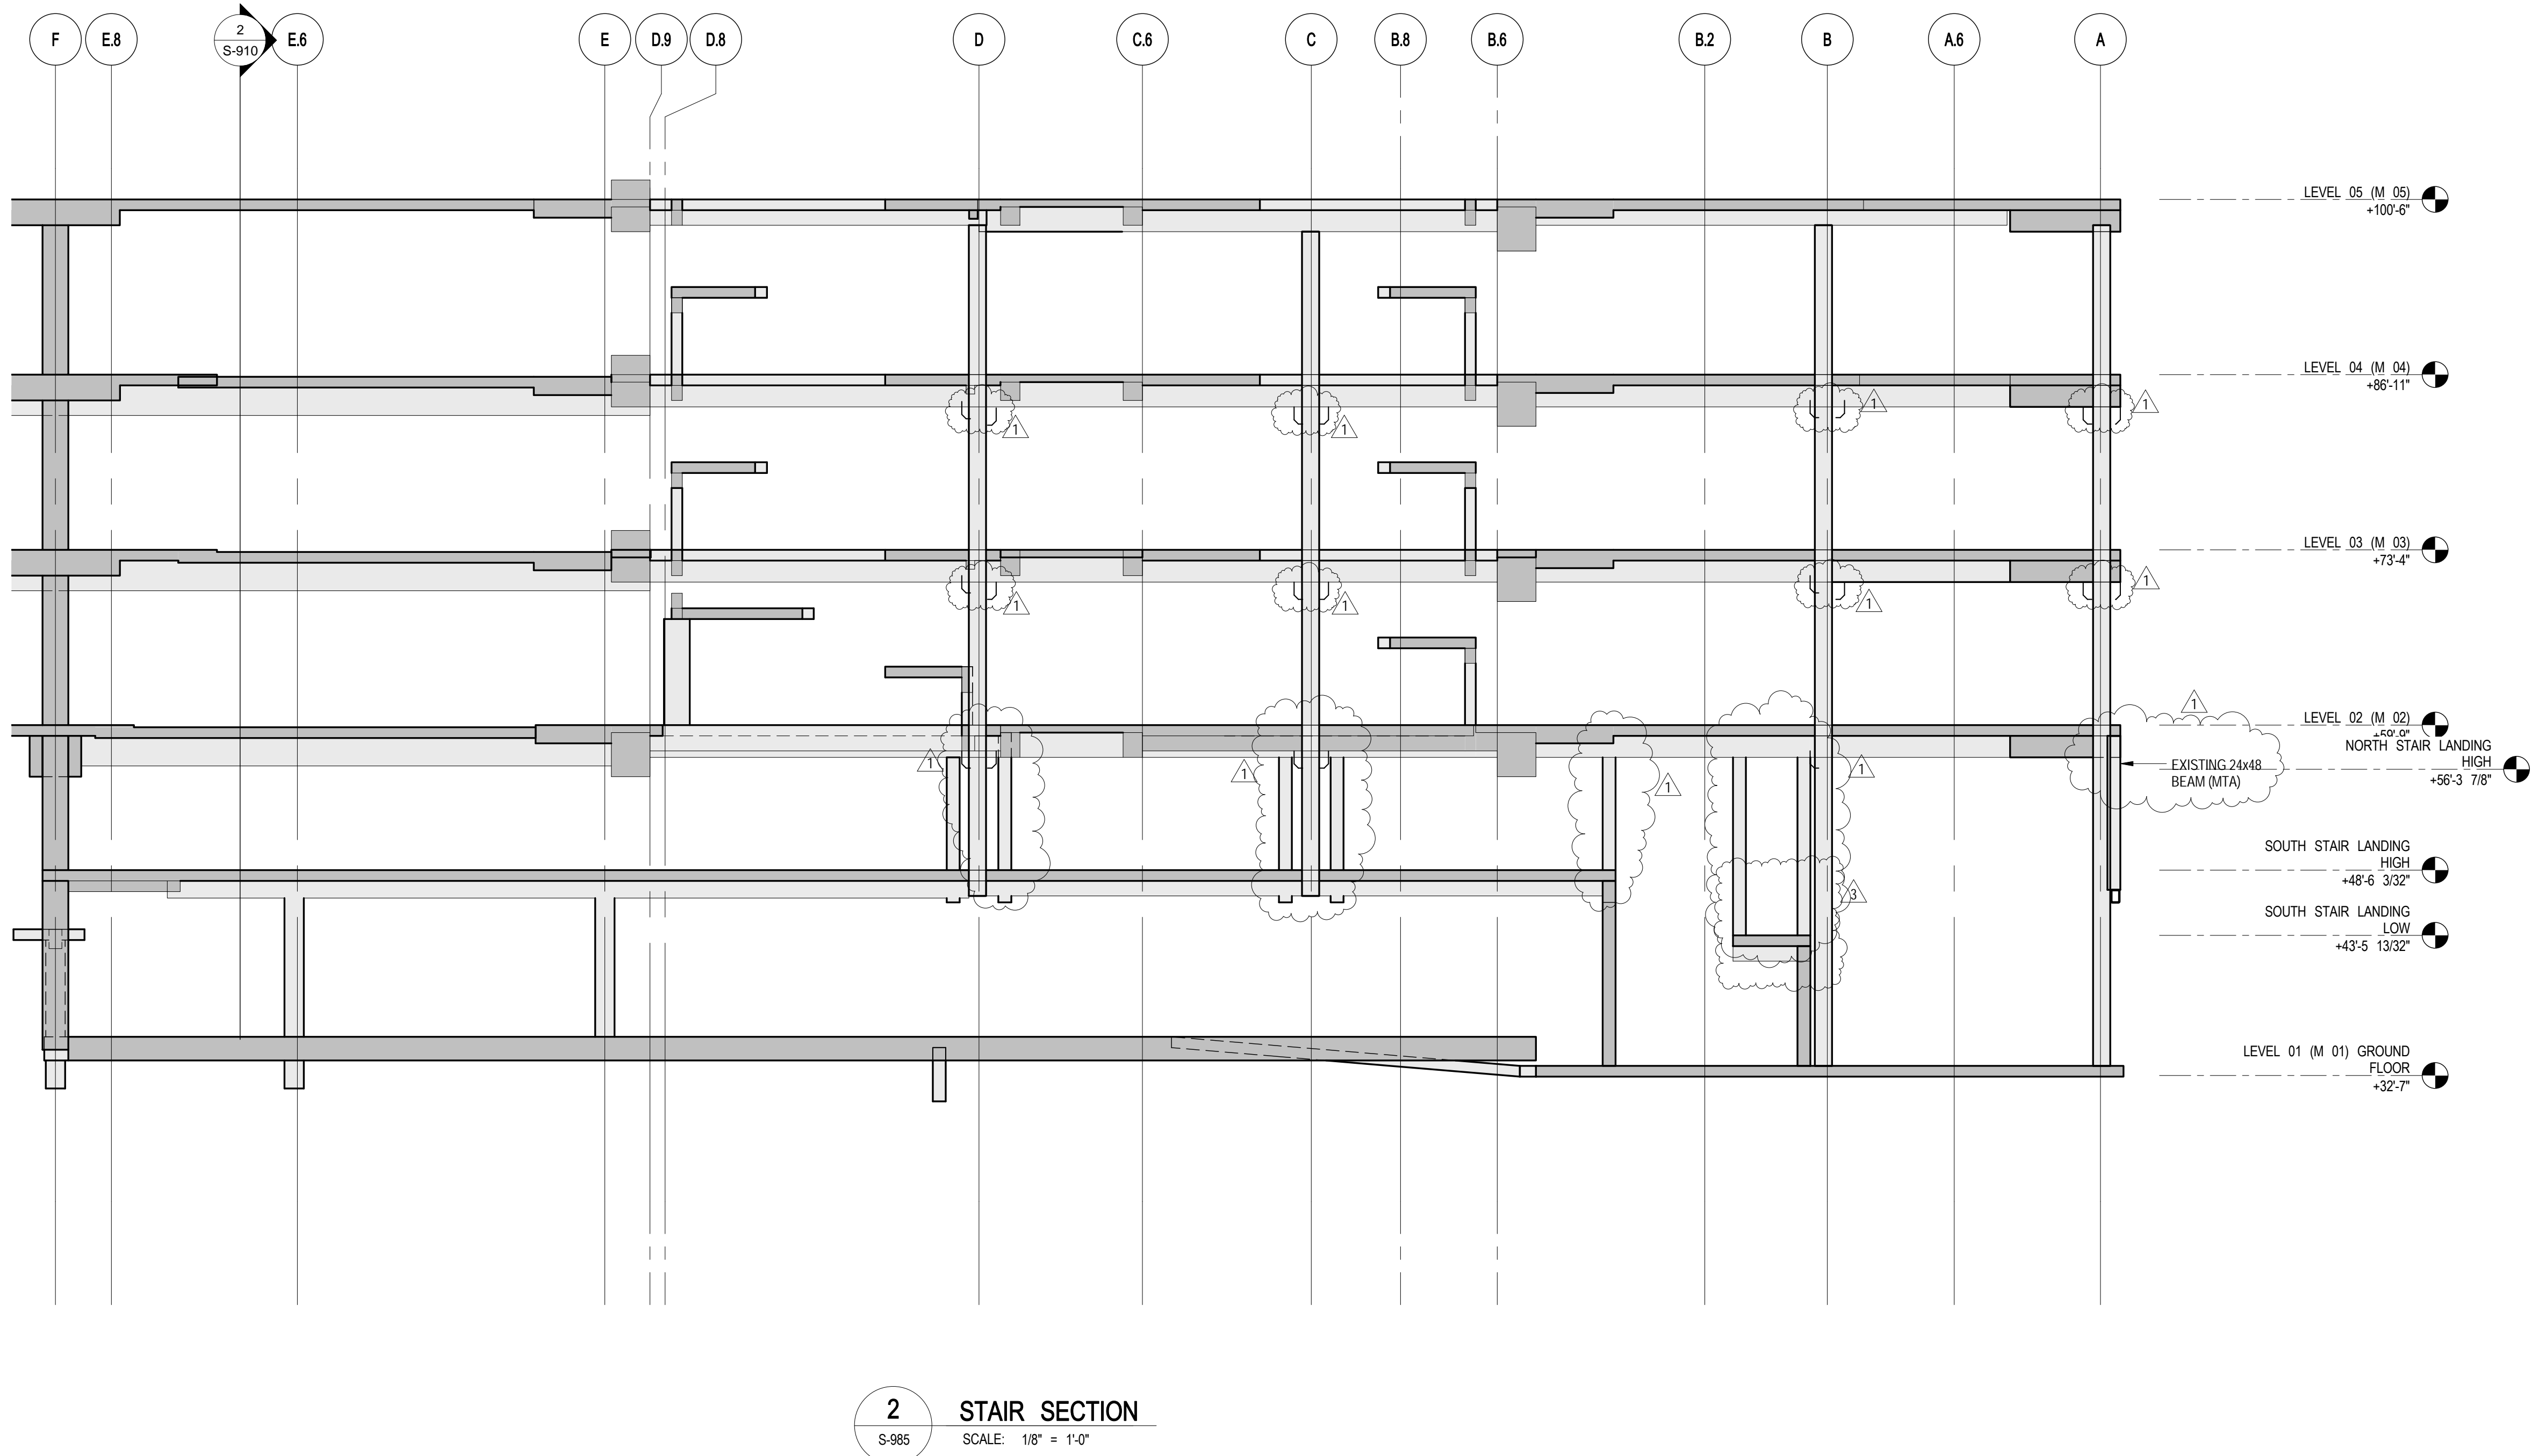 F
E.8
2
S-910
E.6
E
D.9
D.8
D
C.6
C
B.8
B.6
B.2
B
A.6
A
LEVEL 05 (M 05)
+100'-6"
LEVEL 04 (M 04)
+86'-11"
1
1
1
1
LEVEL 03 (M 03)
+73'-4"
1
1
1
1
1
LEVEL 02 (M 02)
+59'-9"
NORTH STAIR LANDING
HIGH
+56'-3 7/8"
EXISTING 24x48
BEAM (MTA)
1
1
1
1
SOUTH STAIR LANDING
HIGH
+48'-6 3/32"
3
SOUTH STAIR LANDING
LOW
+43'-5 13/32"
LEVEL 01 (M 01) GROUND
FLOOR
+32'-7"
2
S-985
STAIR SECTION
SCALE: 1/8" = 1'-0"